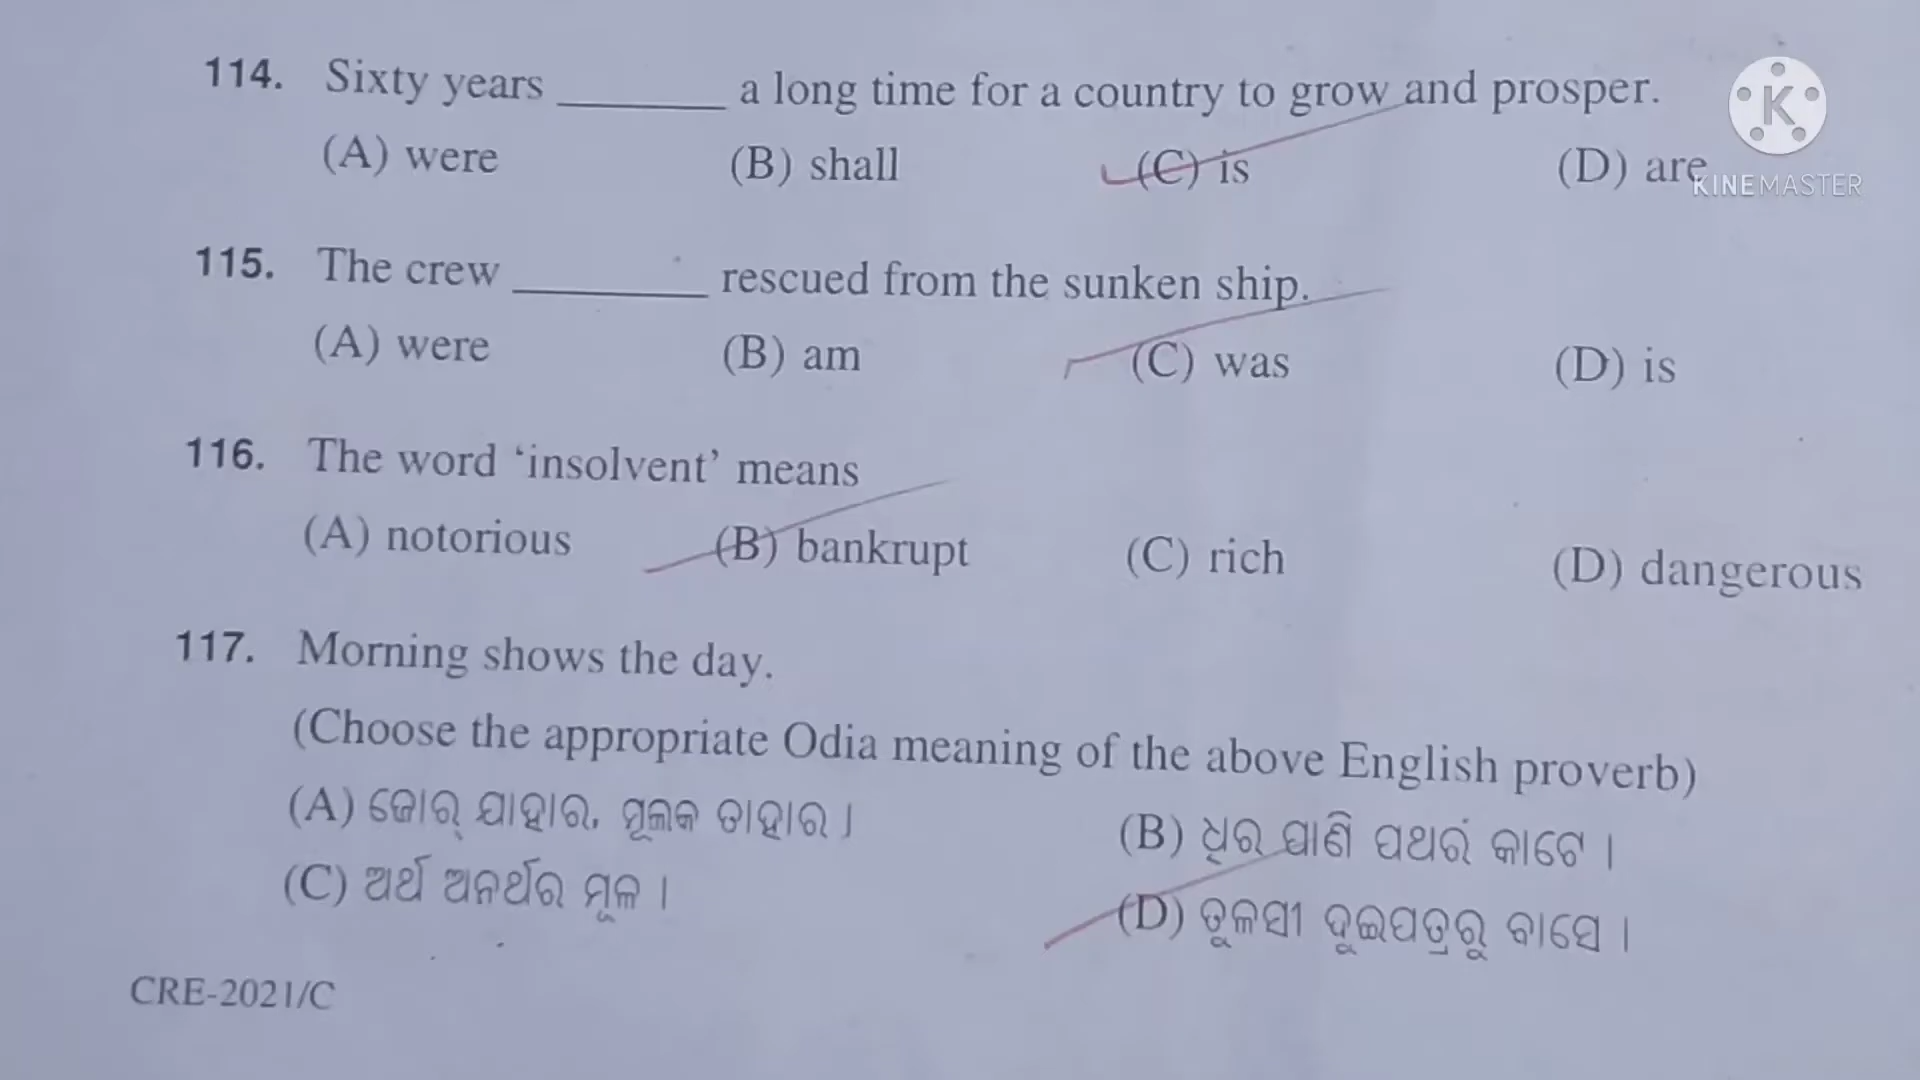 114. Sixty years ________ a long time for a country to grow and prosper.
(A) were (B) shall (C) is (D) are
K
KINEMASTER
115. The crew ________ rescued from the sunken ship.
(A) were (B) am (C) was (D) is
116. The word ‘insolvent’ means
(A) notorious (B) bankrupt (C) rich (D) dangerous
117. Morning shows the day.
(Choose the appropriate Odia meaning of the above English proverb)
(A) ଜୋର୍ ଯାହାର, ମୂଲକ ତାହାର । (B) ଧିର ପାଣି ପଥର କାଟେ ।
(C) ଅର୍ଥ ଅନର୍ଥର ମୂଳ । (D) ତୁଳସୀ ଦୁଇପତ୍ରରୁ ବାସେ ।
CRE-2021/C